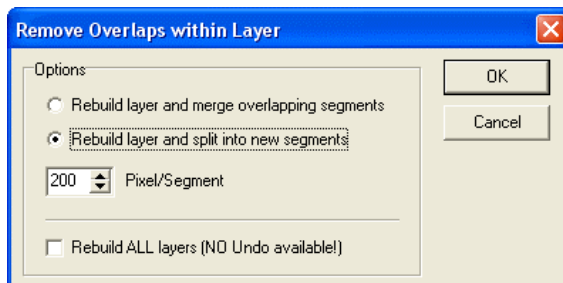 Remove Overlaps within Layer
Options
Rebuild layer and merge overlapping segments
Rebuild layer and split into new segments
200 Pixel/Segment
Rebuild ALL layers (NO Undo available!)
OK
Cancel